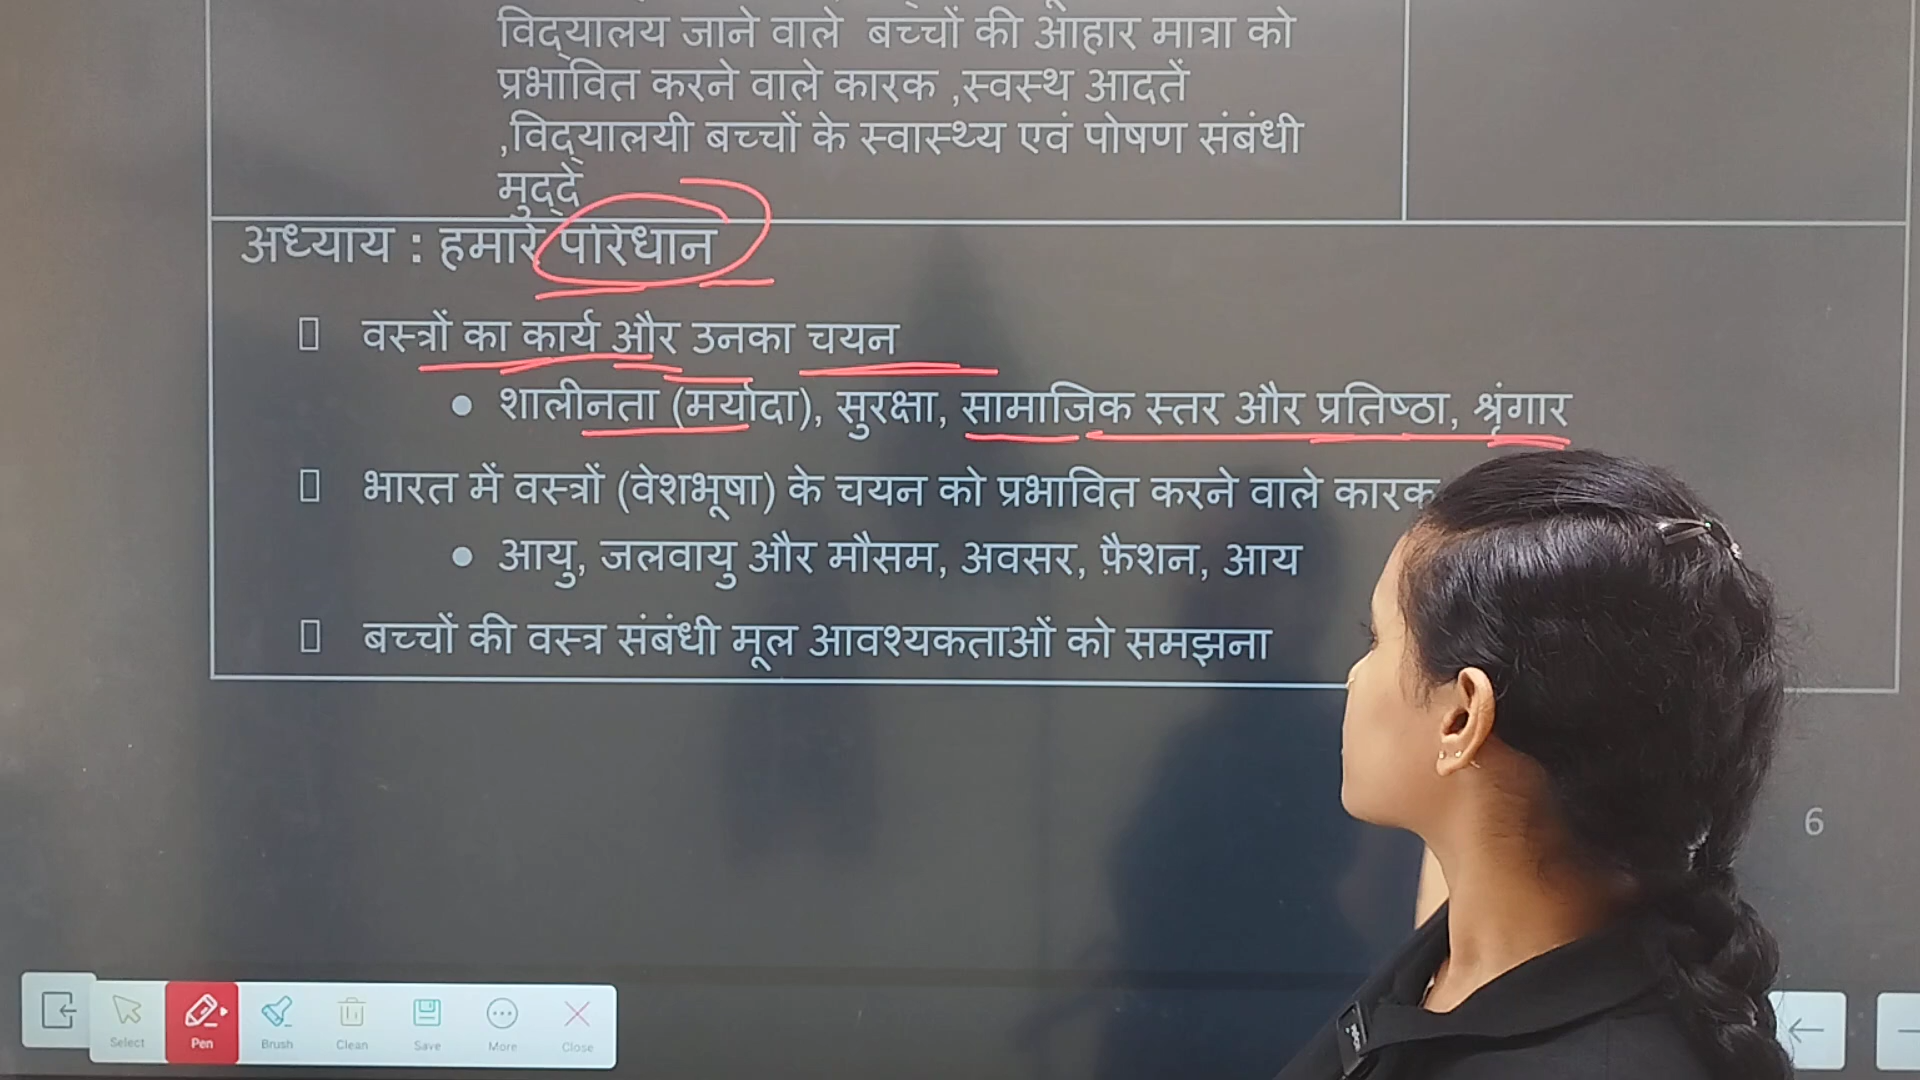 विद्यालय जाने वाले बच्चों की आहार मात्रा को
प्रभावित करने वाले कारक ,स्वस्थ आदतें
,विद्यालयी बच्चों के स्वास्थ्य एवं पोषण संबंधी
मुद्दे
अध्याय : हमारे परिधान
वस्त्रों का कार्य और उनका चयन
• शालीनता (मर्यादा), सुरक्षा, सामाजिक स्तर और प्रतिष्ठा, श्रृंगार
भारत में वस्त्रों (वेशभूषा) के चयन को प्रभावित करने वाले कारक
• आयु, जलवायु और मौसम, अवसर, फ़ैशन, आय
बच्चों की वस्त्र संबंधी मूल आवश्यकताओं को समझना
6
Select Pen Brush Clean Save More Close